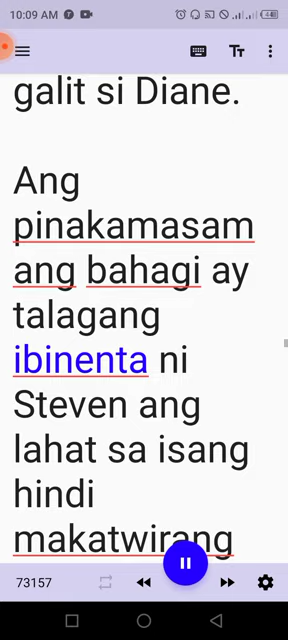 10:09 AM
galit si Diane.
Ang
pinakamasam
ang bahagi ay
talagang
ibinenta ni
Steven ang
lahat sa isang
hindi
makatwirang
73157